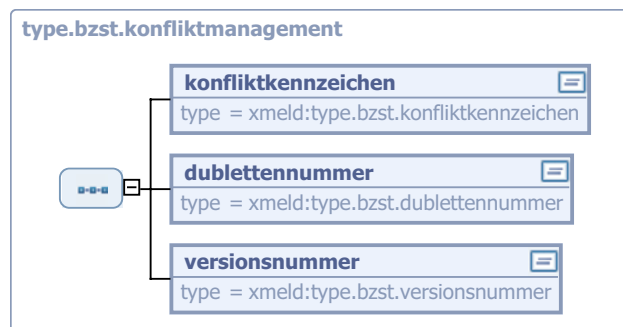 type.bzst.konfliktmanagement
konfliktkennzeichen
type = xmeld:type.bzst.konfliktkennzeichen
dublettennummer
type = xmeld:type.bzst.dublettennummer
versionsnummer
type = xmeld:type.bzst.versionsnummer